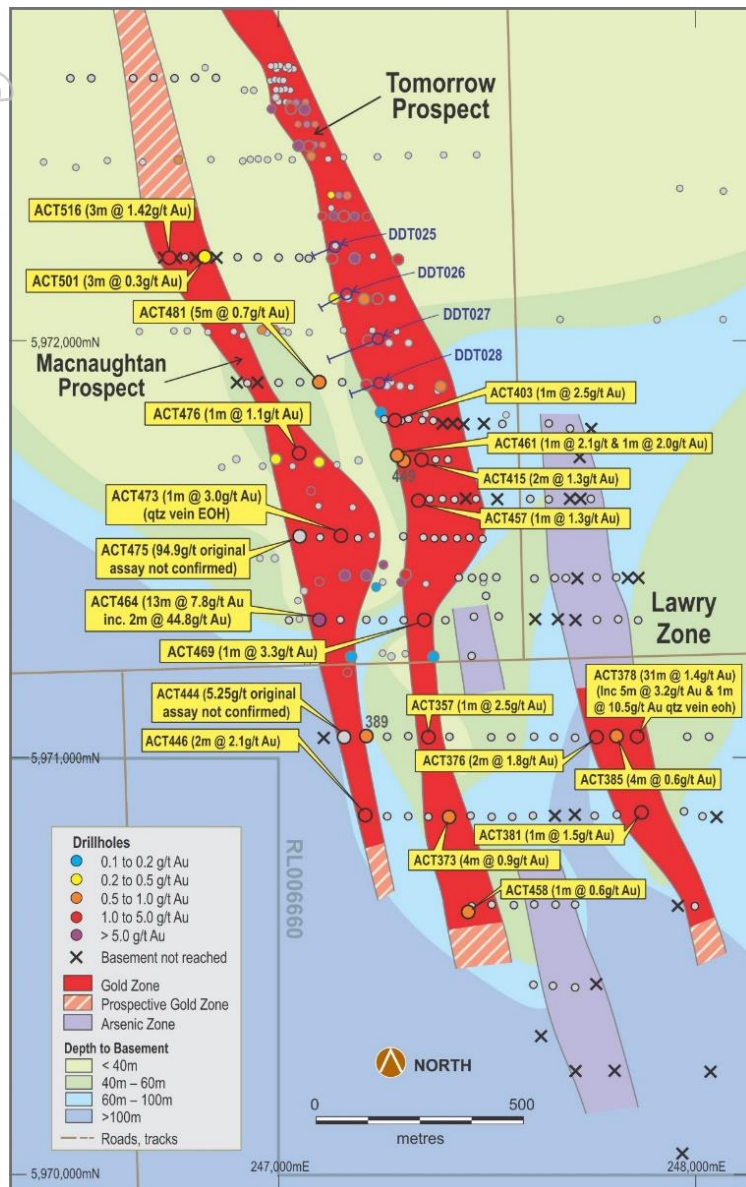 Tomorrow
Prospect
ACT516 (3m @ 1.42g/t Au)
DDT025
ACT501 (3m @ 0.3g/t Au)
DDT026
ACT481 (5m @ 0.7g/t Au)
DDT027
5,972,000mN
Macnaughtan
Prospect
DDT028
ACT403 (1m @ 2.5g/t Au)
ACT476 (1m @ 1.1g/t Au)
ACT461 (1m @ 2.1g/t & 1m @ 2.0g/t Au)
ACT415 (2m @ 1.3g/t Au)
ACT473 (1m @ 3.0g/t Au)
(qtz vein EOH)
ACT457 (1m @ 1.3g/t Au)
ACT475 (94.9g/t original
assay not confirmed)
ACT464 (13m @ 7.8g/t Au
inc. 2m @ 44.8g/t Au)
Lawry
Zone
ACT469 (1m @ 3.3g/t Au)
ACT378 (31m @ 1.4g/t Au)
(Inc 5m @ 3.2g/t Au & 1m
@ 10.5g/t Au qtz vein eoh)
ACT444 (5.25g/t original
assay not confirmed)
389
ACT357 (1m @ 2.5g/t Au)
ACT446 (2m @ 2.1g/t Au)
ACT376 (2m @ 1.8g/t Au)
5,971,000mN
ACT385 (4m @ 0.6g/t Au)
ACT381 (1m @ 1.5g/t Au)
ACT373 (4m @ 0.9g/t Au)
ACT458 (1m @ 0.6g/t Au)
RL006660
Drillholes
0.1 to 0.2 g/t Au
0.2 to 0.5 g/t Au
0.5 to 1.0 g/t Au
1.0 to 5.0 g/t Au
> 5.0 g/t Au
Basement not reached
Gold Zone
Prospective Gold Zone
Arsenic Zone
Depth to Basement
< 40m
40m – 60m
60m – 100m
>100m
Roads, tracks
NORTH
0 500
metres
5,970,000mN
247,000mE
248,000mE